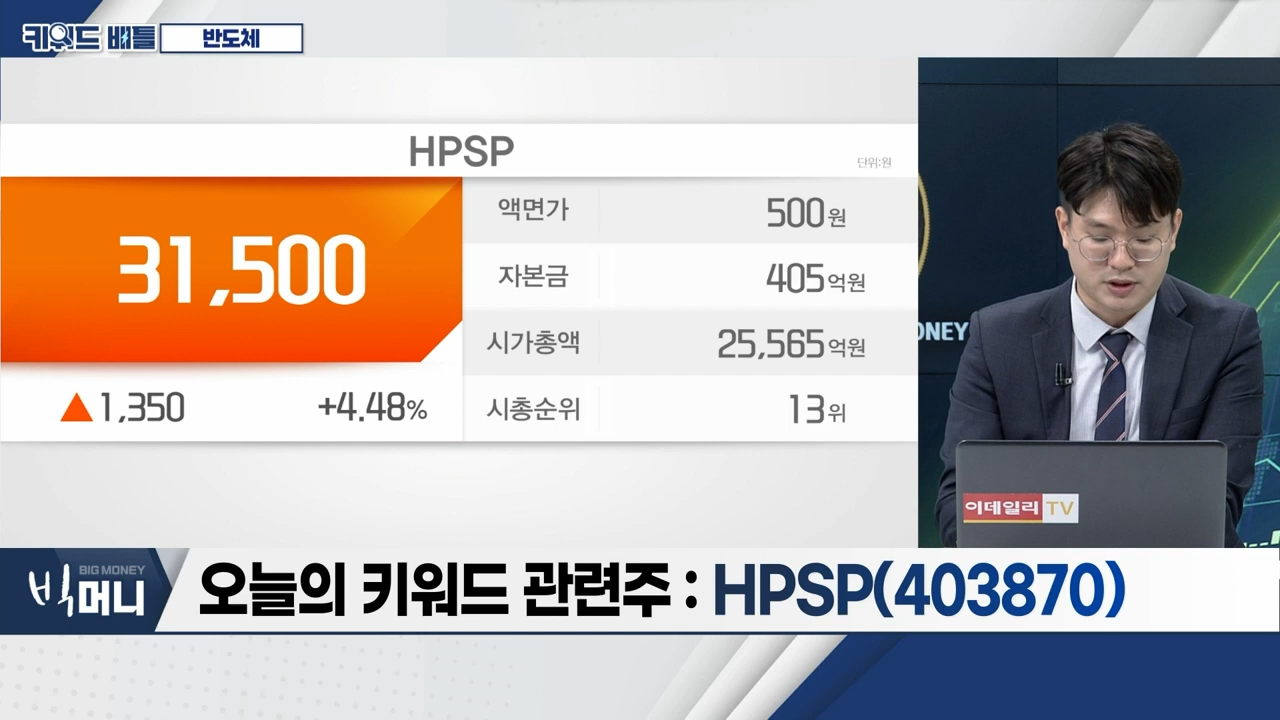 키워드 배틀 반도체
HPSP
단위:원
31,500
▲1,350 +4.48%
액면가 500원
자본금 405억원
시가총액 25,565억원
시총순위 13위
ONEY
이데일리 TV
BIG MONEY
빅머니
오늘의 키워드 관련주 : HPSP(403870)